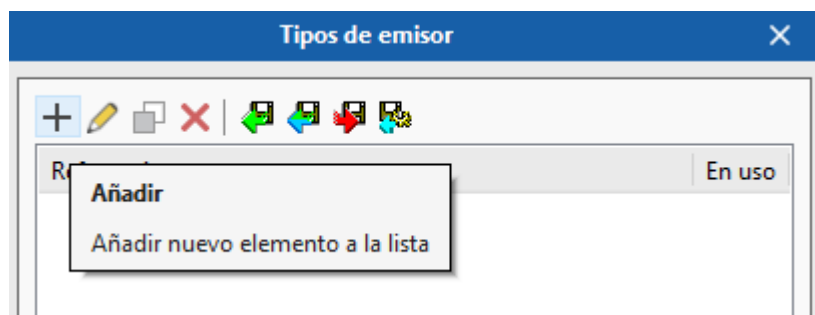 Tipos de emisor
En uso
Añadir
Añadir nuevo elemento a la lista